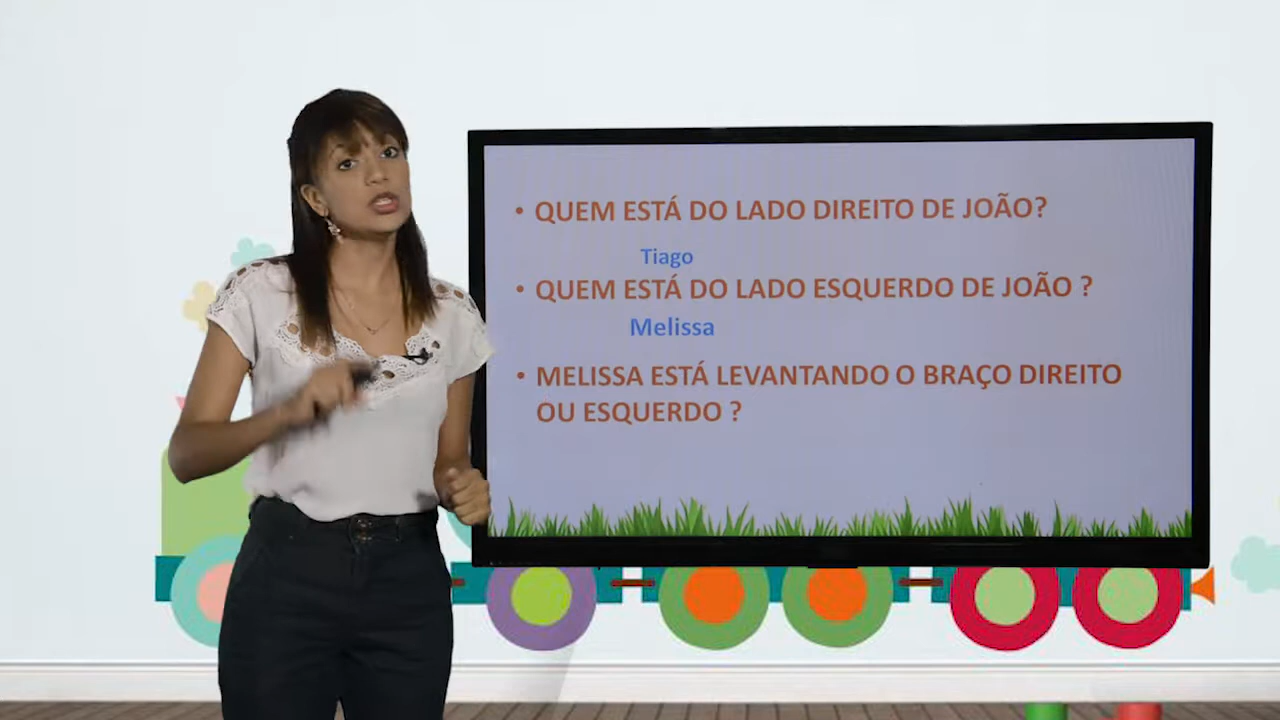 • QUEM ESTÁ DO LADO DIREITO DE JOÃO?
Tiago
• QUEM ESTÁ DO LADO ESQUERDO DE JOÃO ?
Melissa
• MELISSA ESTÁ LEVANTANDO O BRAÇO DIREITO
OU ESQUERDO ?